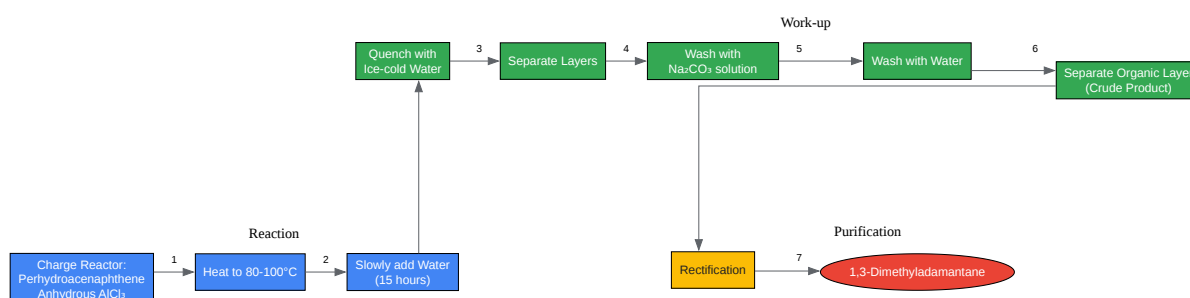 Work-up
Quench with
Ice-cold Water
3
Separate Layers
4
Wash with
Na₂CO₃ solution
5
Wash with Water
6
Separate Organic Layer
(Crude Product)
Reaction
Charge Reactor:
Perhydroacenaphthene
Anhydrous AlCl₃
1
Heat to 80-100°C
2
Slowly add Water
(15 hours)
Purification
Rectification
7
1,3-Dimethyladamantane